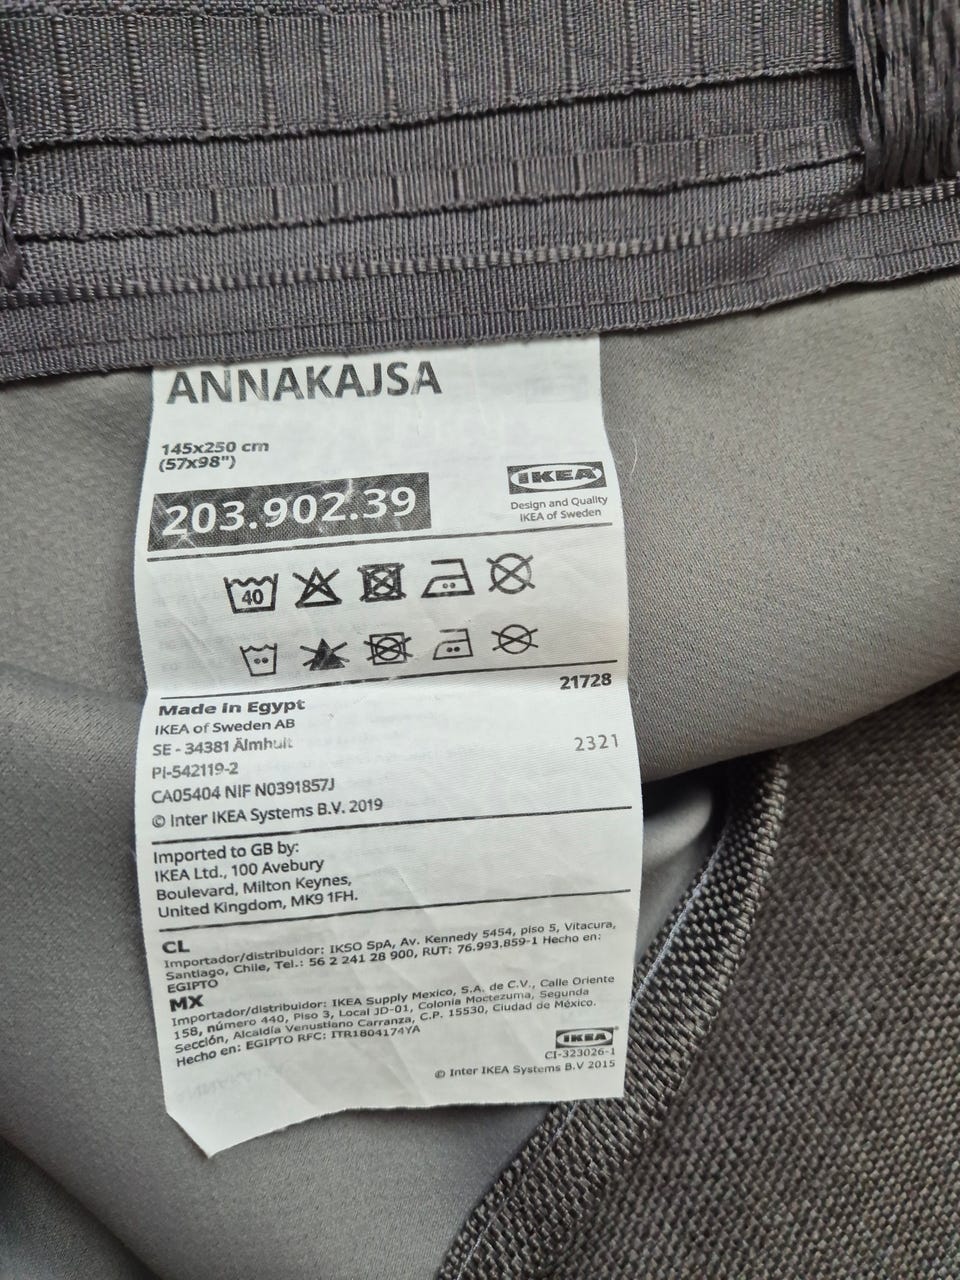 ANNAKAJSA
145x250 cm
(57x98")
203.902.39
IKEA
Design and Quality
IKEA of Sweden
40
21728
Made in Egypt
IKEA of Sweden AB
SE - 34381 Älmhult
2321
PI-542119-2
CA05404 NIF N0391857J
© Inter IKEA Systems B.V. 2019
Imported to GB by:
IKEA Ltd., 100 Avebury
Boulevard, Milton Keynes,
United Kingdom, MK9 1FH.
CL
Importador/distribuidor: IKSO SpA, Av. Kennedy 5454, piso 5, Vitacura,
Santiago, Chile, Tel.: 56 2 241 28 900, RUT: 76.993.859-1 Hecho en:
EGIPTO
MX
Importador/distribuidor: IKEA Supply Mexico, S.A. de C.V., Calle Oriente
158, número 440, Piso 3, Local JD-01, Colonia Moctezuma, Segunda
Sección, Alcaldía Venustiano Carranza, C.P. 15530, Ciudad de México.
Hecho en: EGIPTO RFC: ITR1804174YA
IKEA®
CI-323026-1
© Inter IKEA Systems B.V 2015